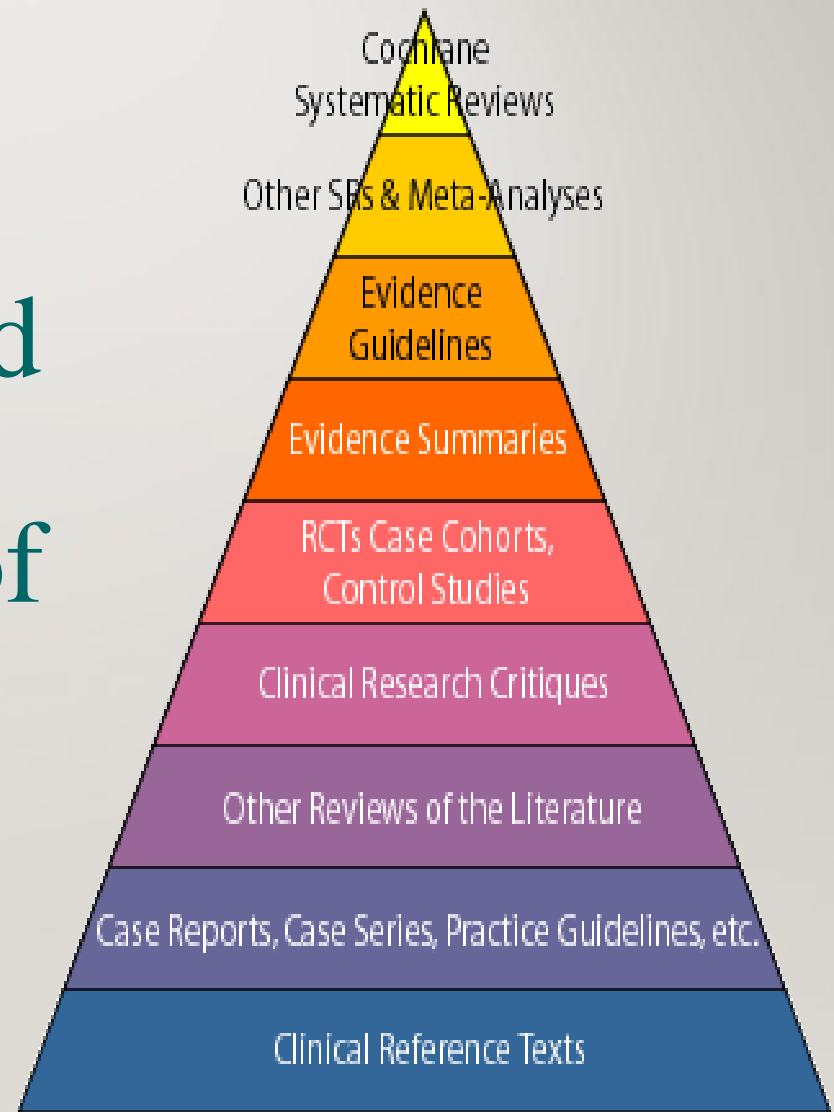 Cochrane
Systematic Reviews
Other SRs & Meta-Analyses
Evidence
Guidelines
Evidence Summaries
RCTs Case Cohorts,
Control Studies
Clinical Research Critiques
Other Reviews of the Literature
Case Reports, Case Series, Practice Guidelines, etc.
Clinical Reference Texts